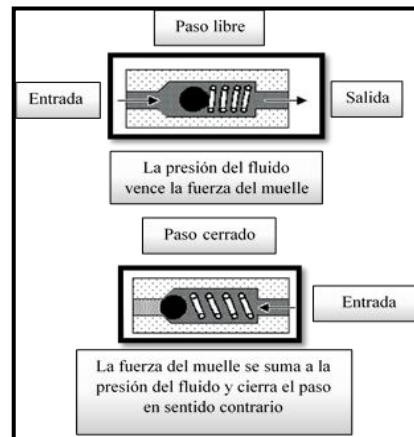 Paso libre
Entrada
Salida
La presión del fluido
vence la fuerza del muelle
Paso cerrado
Entrada
La fuerza del muelle se suma a la
presión del fluido y cierra el paso
en sentido contrario